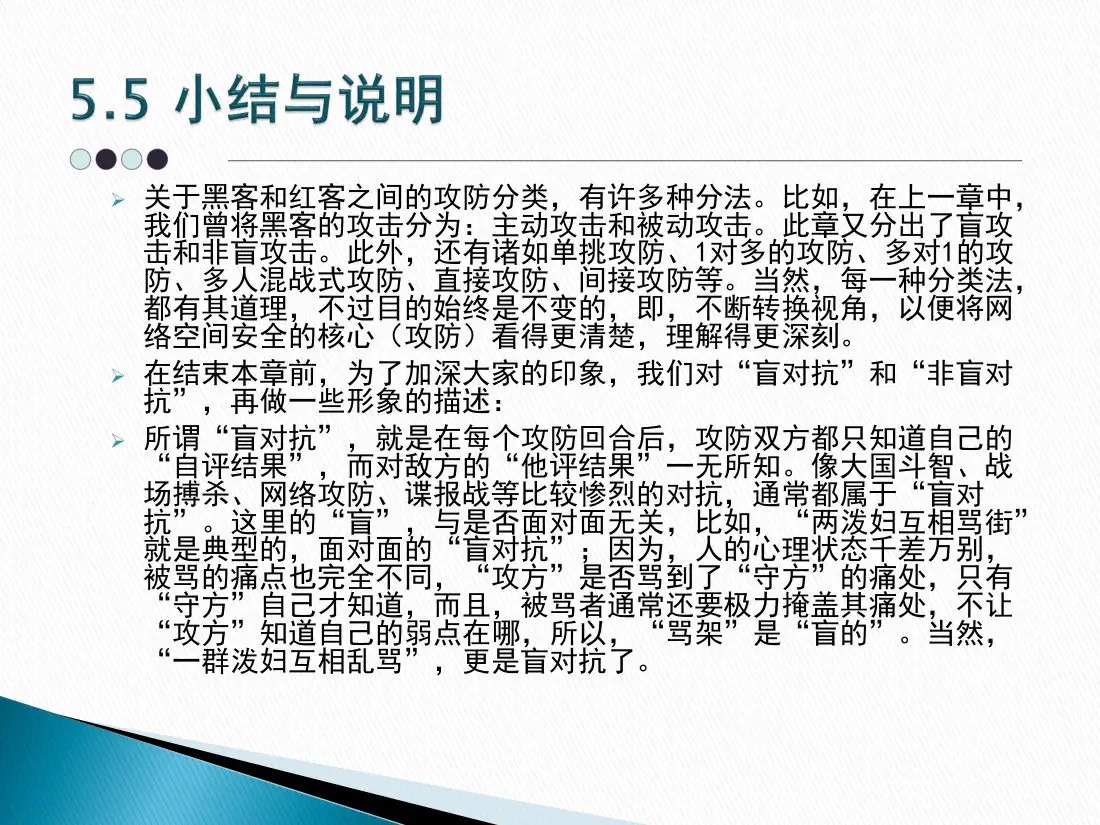 5.5 小结与说明
关于黑客和红客之间的攻防分类，有许多种分法。比如，在上一章中，
我们曾将黑客的攻击分为：主动攻击和被动攻击。此章又分出了盲攻
击和非盲攻击。此外，还有诸如单挑攻防、1对多的攻防、多对1的攻
防、多人混战式攻防、直接攻防、间接攻防等。当然，每一种分类法，
都有其道理，不过目的始终是不变的，即，不断转换视角，以便将网
络空间安全的核心（攻防）看得更清楚，理解得更深刻。
在结束本章前，为了加深大家的印象，我们对“盲对抗”和“非盲对
抗”，再做一些形象的描述：
所谓“盲对抗”，就是在每个攻防回合后，攻防双方都只知道自己的
“自评结果”，而对敌方的“他评结果”一无所知。像大国斗智、战
场搏杀、网络攻防、谍报战等比较惨烈的对抗，通常都属于“盲对
抗”。这里的“盲”，与是否面对面无关，比如，“两泼妇互相骂街”
就是典型的，面对面的“盲对抗”；因为，人的心理状态千差万别，
被骂的痛点也完全不同，“攻方”是否骂到了“守方”的痛处，只有
“守方”自己才知道，而且，被骂者通常还要极力掩盖其痛处，不让
“攻方”知道自己的弱点在哪，所以，“骂架”是“盲的”。当然，
“一群泼妇互相乱骂”，更是盲对抗了。